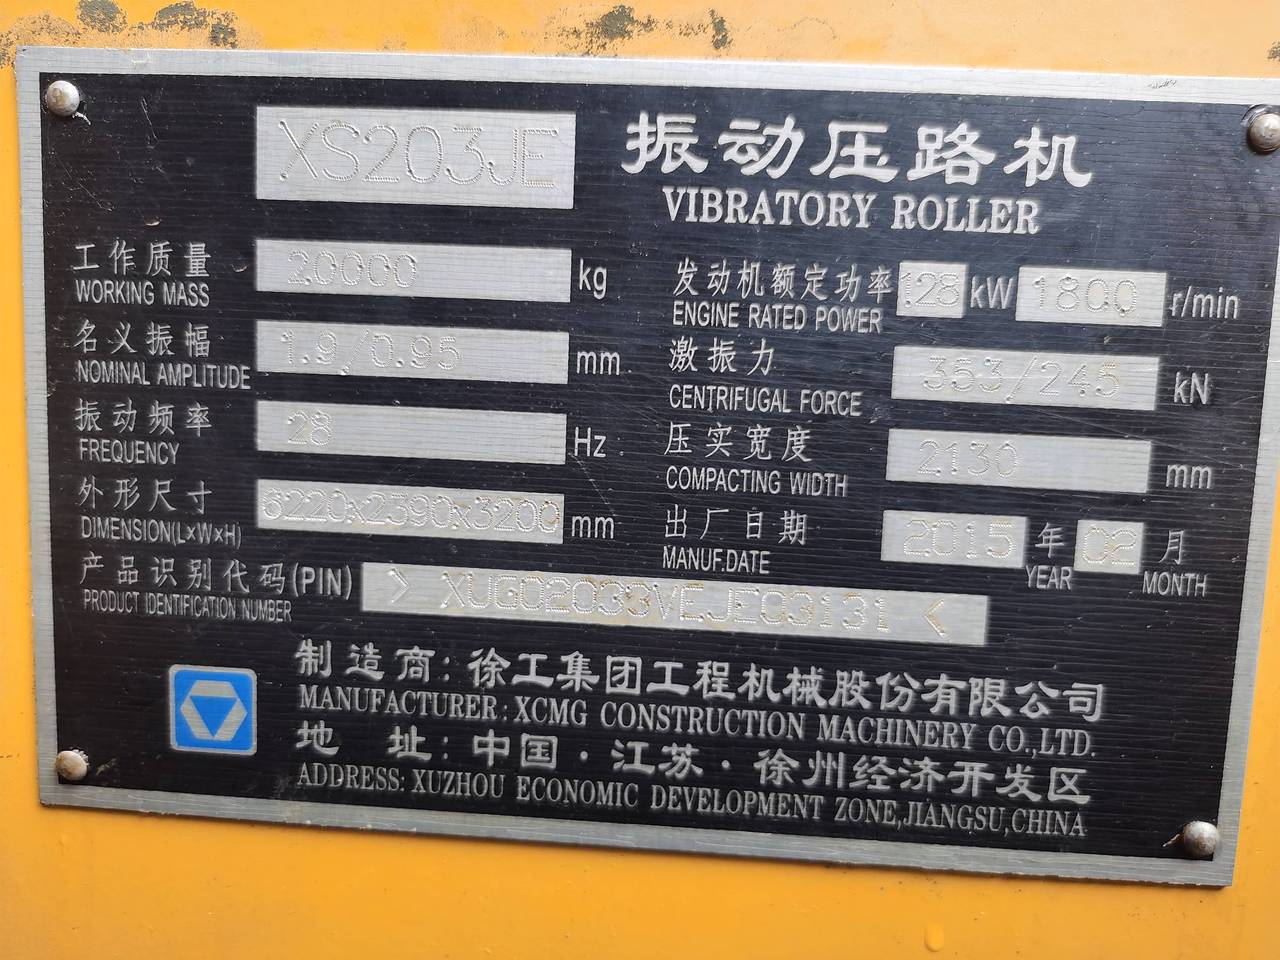 XS203JE 振动压路机
VIBRATORY ROLLER
工作质量 20000 kg
WORKING MASS
发动机额定功率 128 kW 1800 r/min
ENGINE RATED POWER
名义振幅 1.9/0.95 mm
NOMINAL AMPLITUDE
激振力 353/245 kN
CENTRIFUGAL FORCE
振动频率 28 Hz
FREQUENCY
压实宽度 2130 mm
COMPACTING WIDTH
外形尺寸 6220x2390x3200 mm
DIMENSION(L×W×H)
出厂日期 2015 年 02 月
MANUF.DATE YEAR MONTH
产品识别代码(PIN) > XUG02033VEJE03131 <
PRODUCT IDENTIFICATION NUMBER
制造商:徐工集团工程机械股份有限公司
MANUFACTURER: XCMG CONSTRUCTION MACHINERY CO.,LTD.
地 址:中国·江苏·徐州经济开发区
ADDRESS: XUZHOU ECONOMIC DEVELOPMENT ZONE,JIANGSU,CHINA